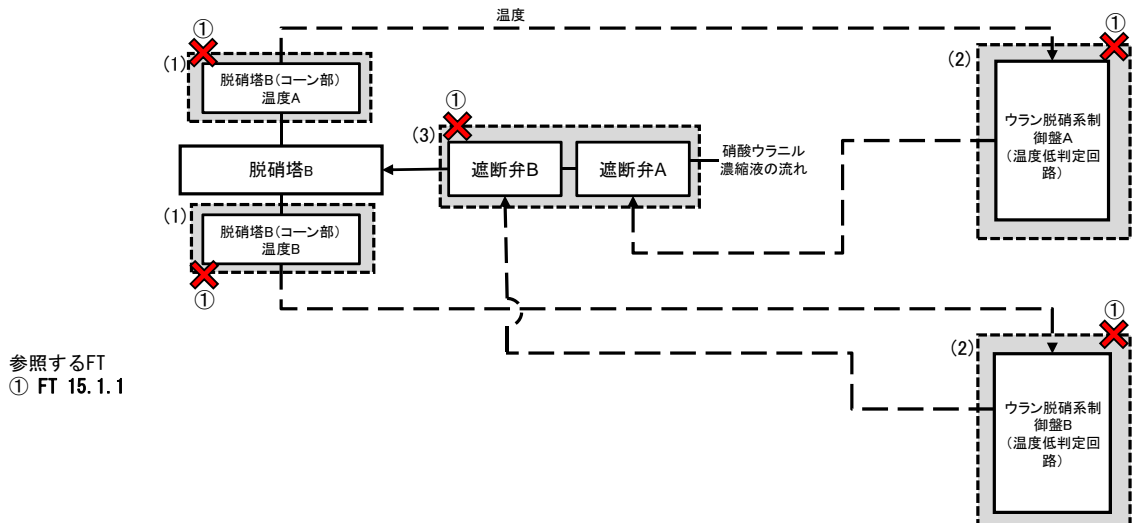 温度
①
(1)
脱硝塔B(コーン部)
温度A
①
(2)
ウラン脱硝系制
御盤A
(温度低判定回
路)
①
(3)
遮断弁B
遮断弁A
硝酸ウラニル
濃縮液の流れ
脱硝塔B
(1)
脱硝塔B(コーン部)
温度B
①
①
(2)
ウラン脱硝系制
御盤B
(温度低判定回
路)
参照するFT
① FT 15.1.1